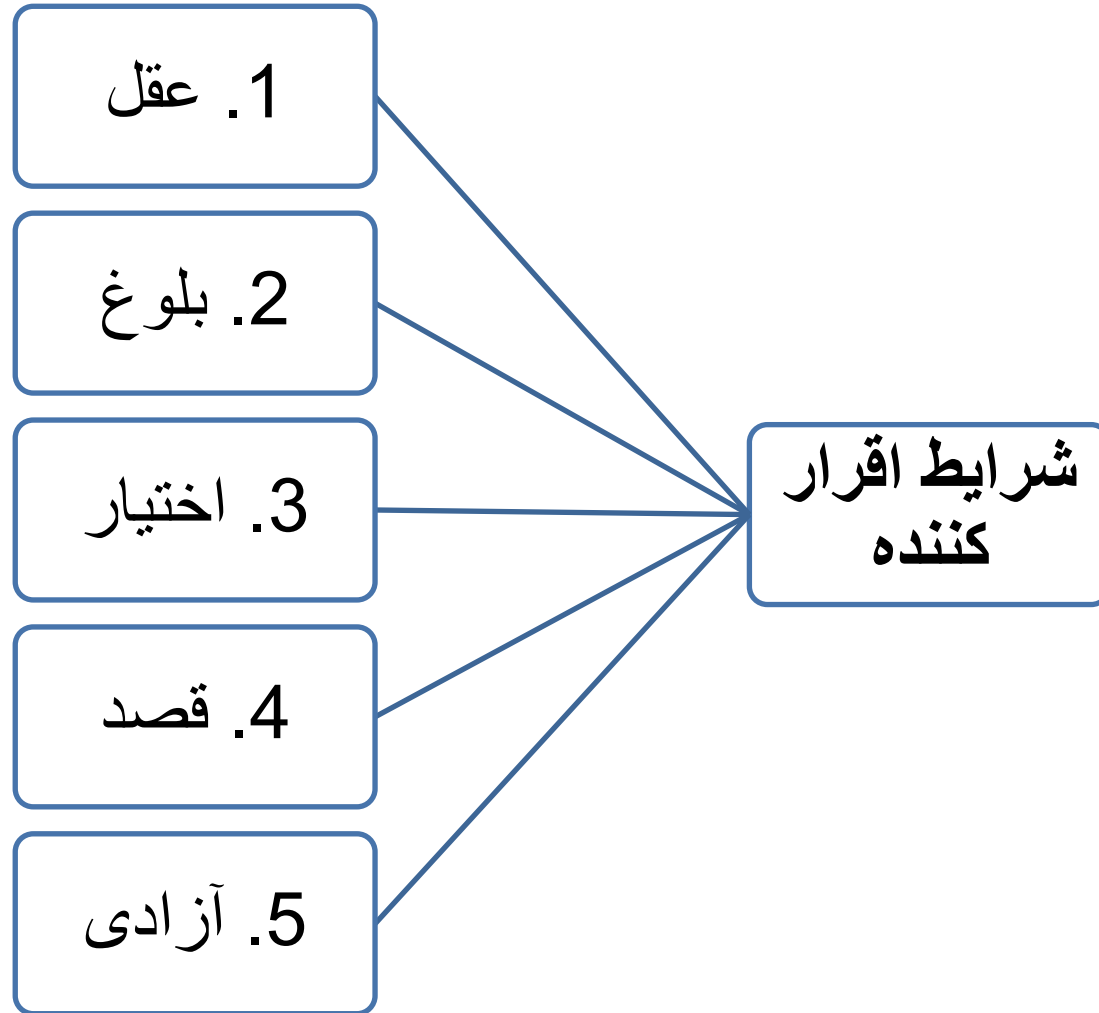 شرایط اقرار
کننده
1. عقل
2. بلوغ
3. اختیار
4. قصد
5. آزادی